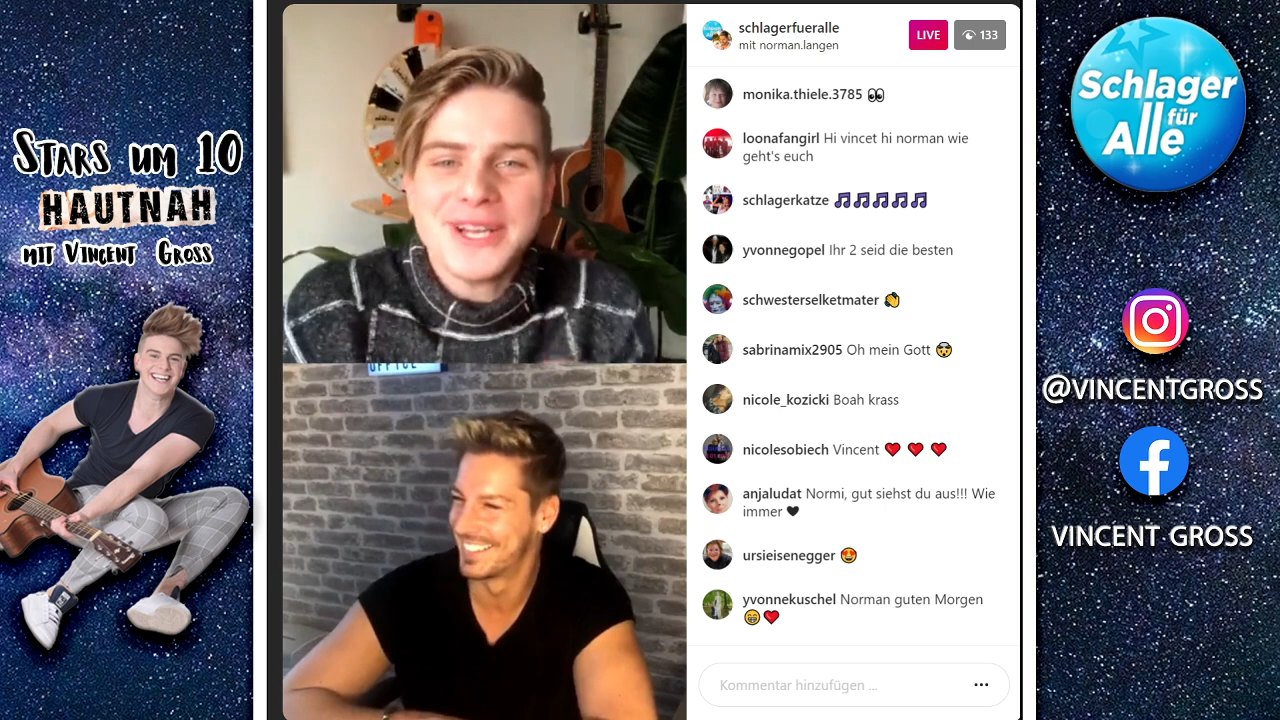 STARS UM 10
HAUTNAH
MIT VINCENT GROSS
OFFICE
schlagerfueralle
mit norman.langen
LIVE
133
monika.thiele.3785 👀
loonafangirl Hi vincet hi norman wie
geht's euch
schlagerkatze 🎵🎵🎵🎵🎵
yvonnegopel Ihr 2 seid die besten
schwesterselketmater 👏
sabrinamix2905 Oh mein Gott 🤯
nicole_kozicki Boah krass
nicolesobiech Vincent ❤️ ❤️ ❤️
anjaludat Normi, gut siehst du aus!!! Wie
immer 🖤
ursieisenegger 😍
yvonnekuschel Norman guten Morgen
😁❤️
Kommentar hinzufügen ...
Schlager
für
Alle
@VINCENTGROSS
VINCENT GROSS